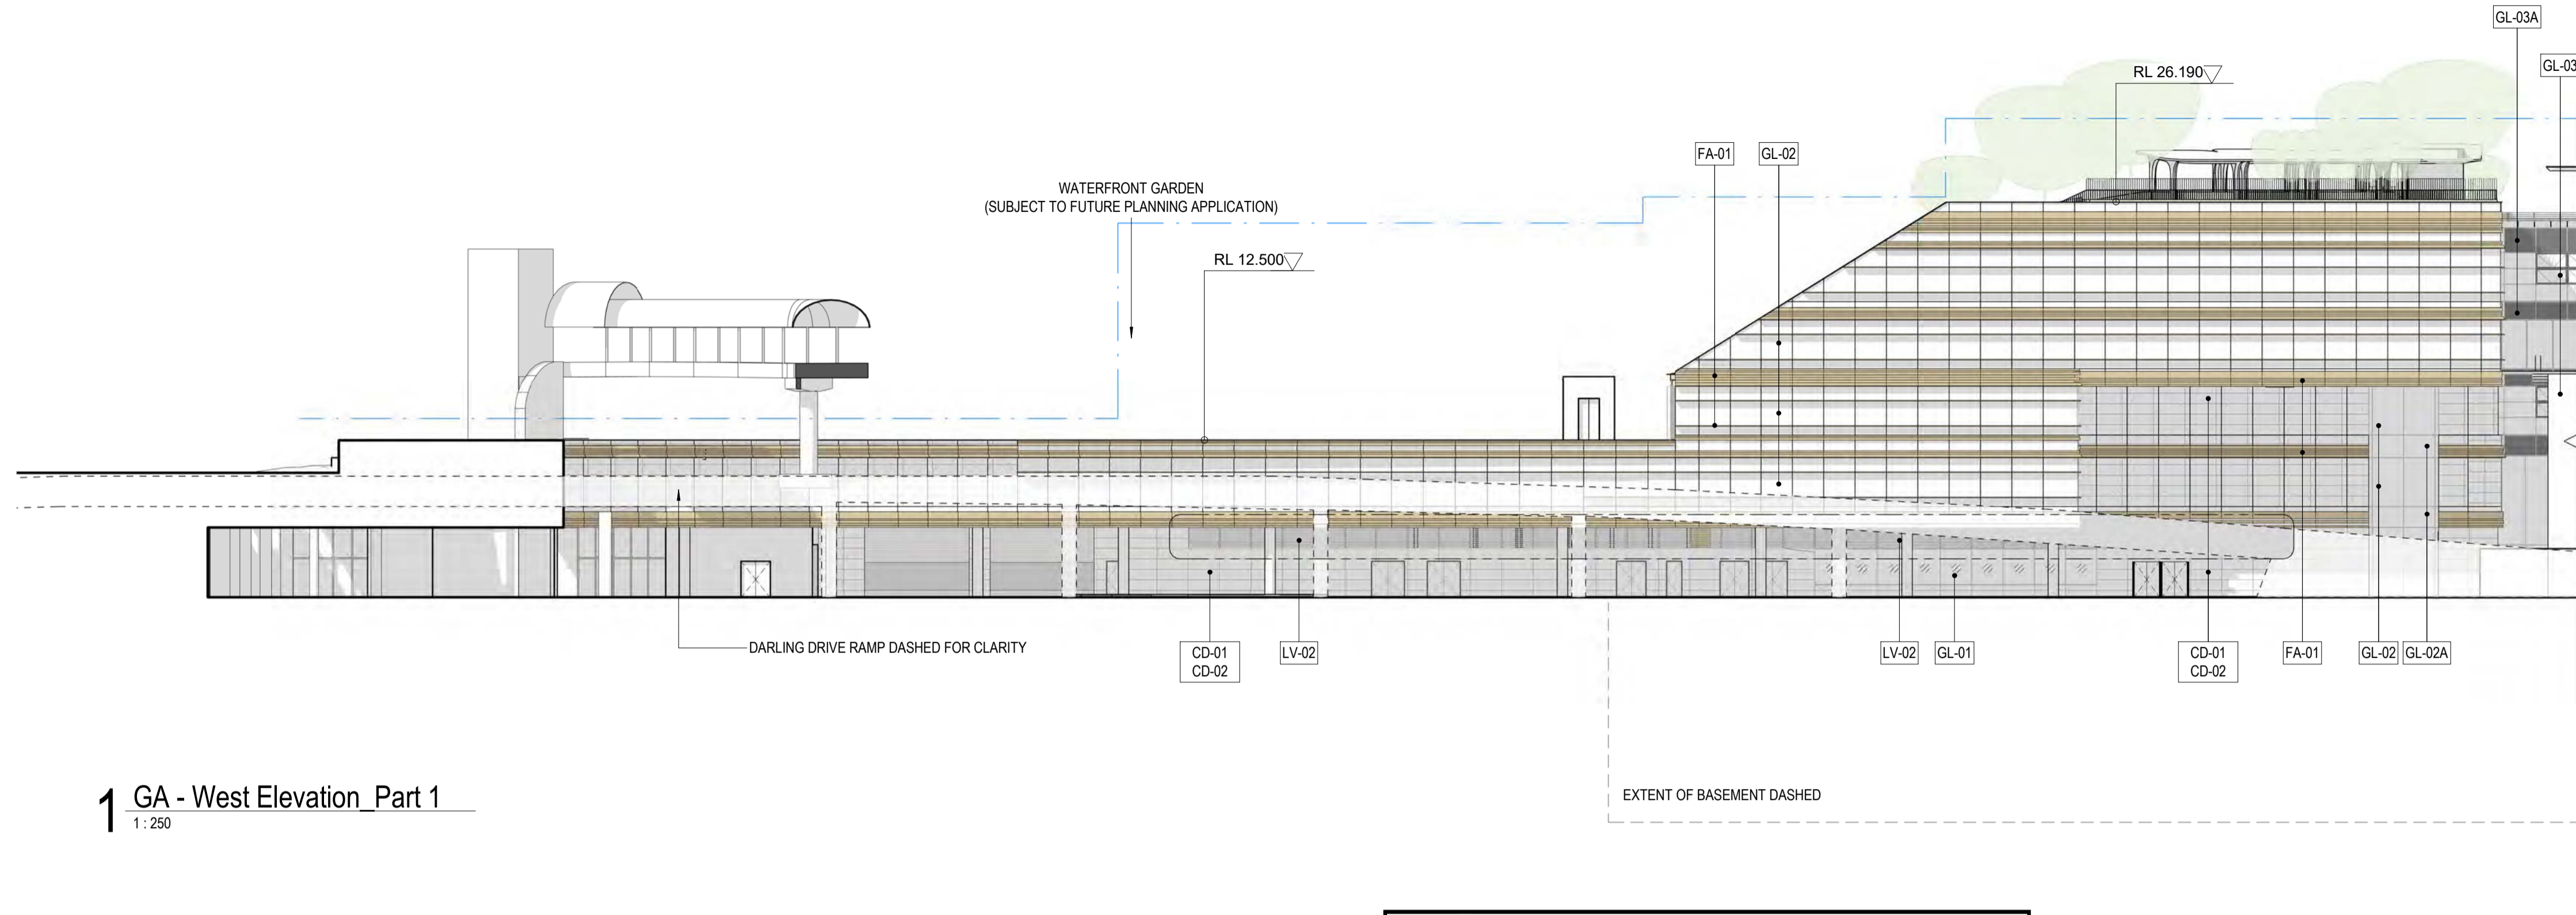 GL-03A
GL-03
RL 26.190
FA-01
GL-02
WATERFRONT GARDEN
(SUBJECT TO FUTURE PLANNING APPLICATION)
RL 12.500
DARLING DRIVE RAMP DASHED FOR CLARITY
CD-01
CD-02
LV-02
LV-02
GL-01
CD-01
CD-02
FA-01
GL-02
GL-02A
EXTENT OF BASEMENT DASHED
1 GA - West Elevation_Part 1
1 : 250